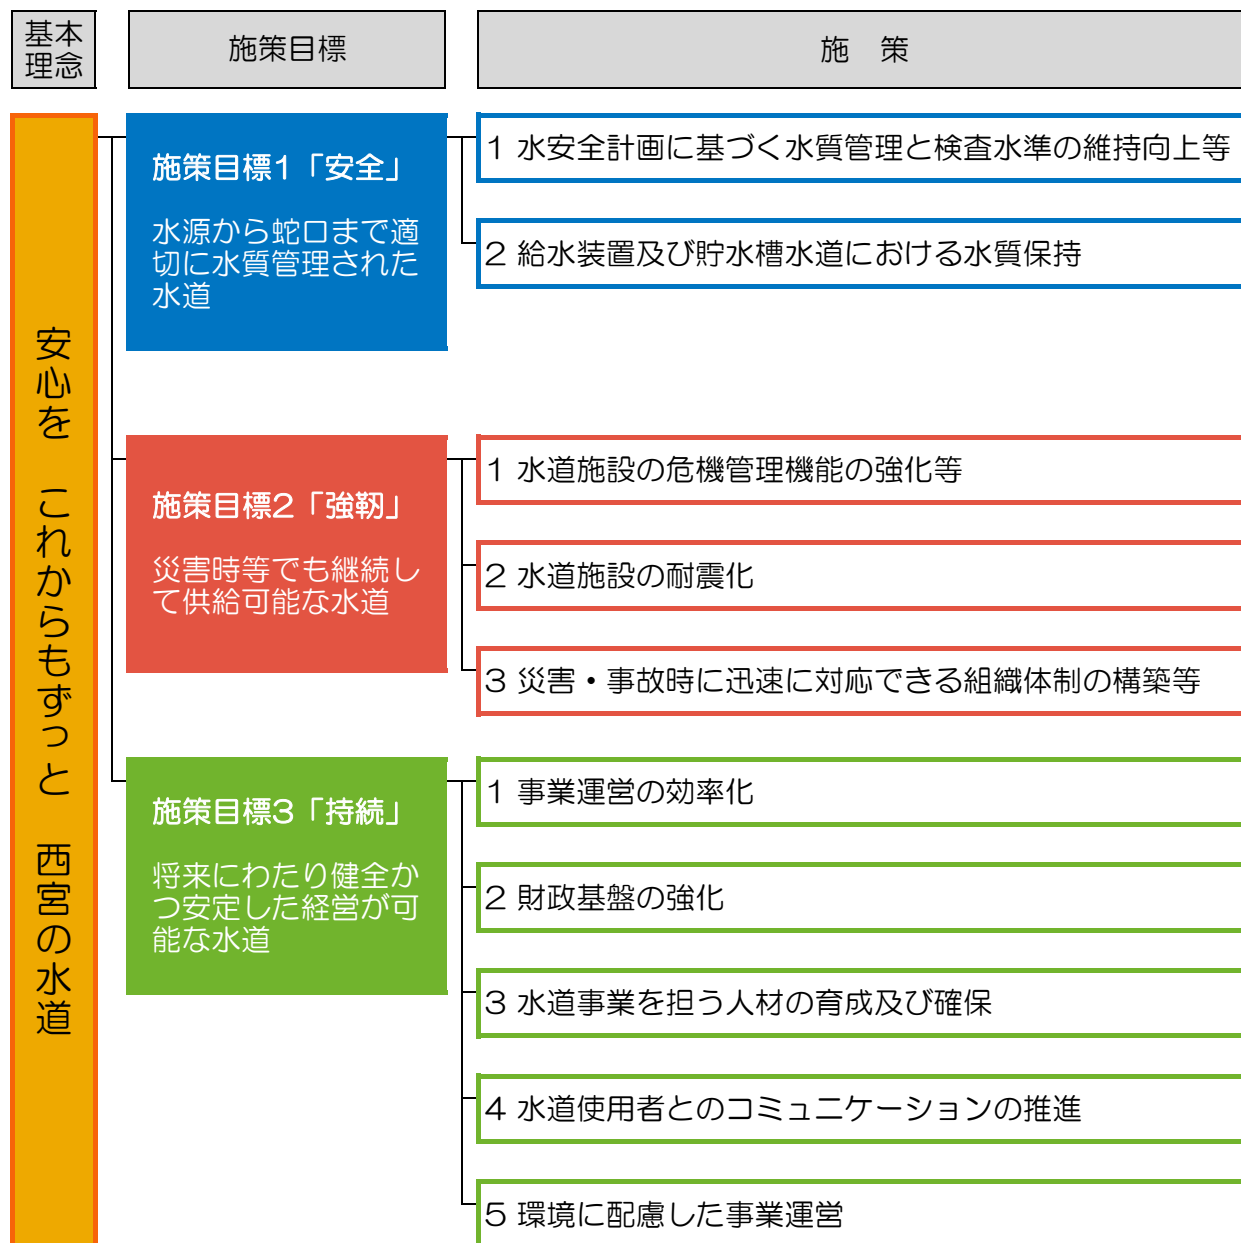 基本
理念
施策目標
施　策
安心を　これからもずっと　西宮の水道
施策目標1「安全」
水源から蛇口まで適
切に水質管理された
水道
1 水安全計画に基づく水質管理と検査水準の維持向上等
2 給水装置及び貯水槽水道における水質保持
施策目標2「強靭」
災害時等でも継続し
て供給可能な水道
1 水道施設の危機管理機能の強化等
2 水道施設の耐震化
3 災害・事故時に迅速に対応できる組織体制の構築等
施策目標3「持続」
将来にわたり健全か
つ安定した経営が可
能な水道
1 事業運営の効率化
2 財政基盤の強化
3 水道事業を担う人材の育成及び確保
4 水道使用者とのコミュニケーションの推進
5 環境に配慮した事業運営